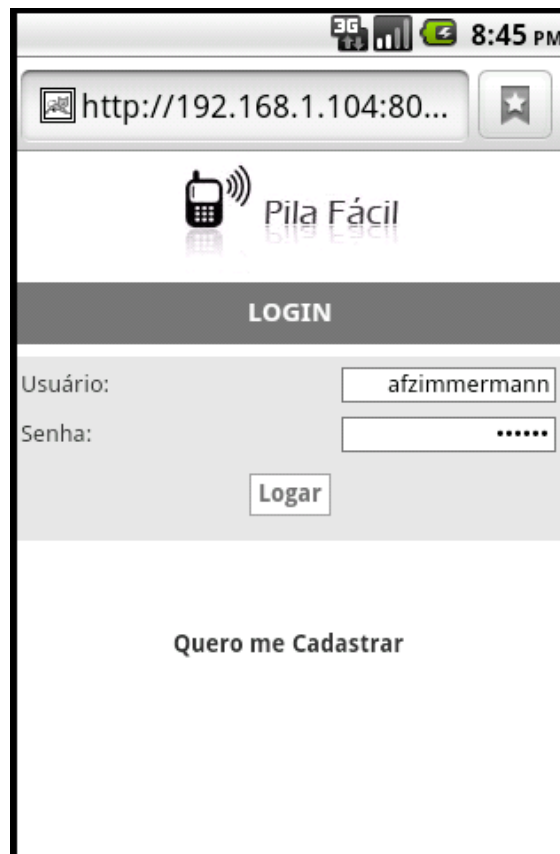 3G 8:45 PM
http://192.168.1.104:80...
Pila Fácil
LOGIN
Usuário: afzimmermann
Senha: ••••••
Logar
Quero me Cadastrar